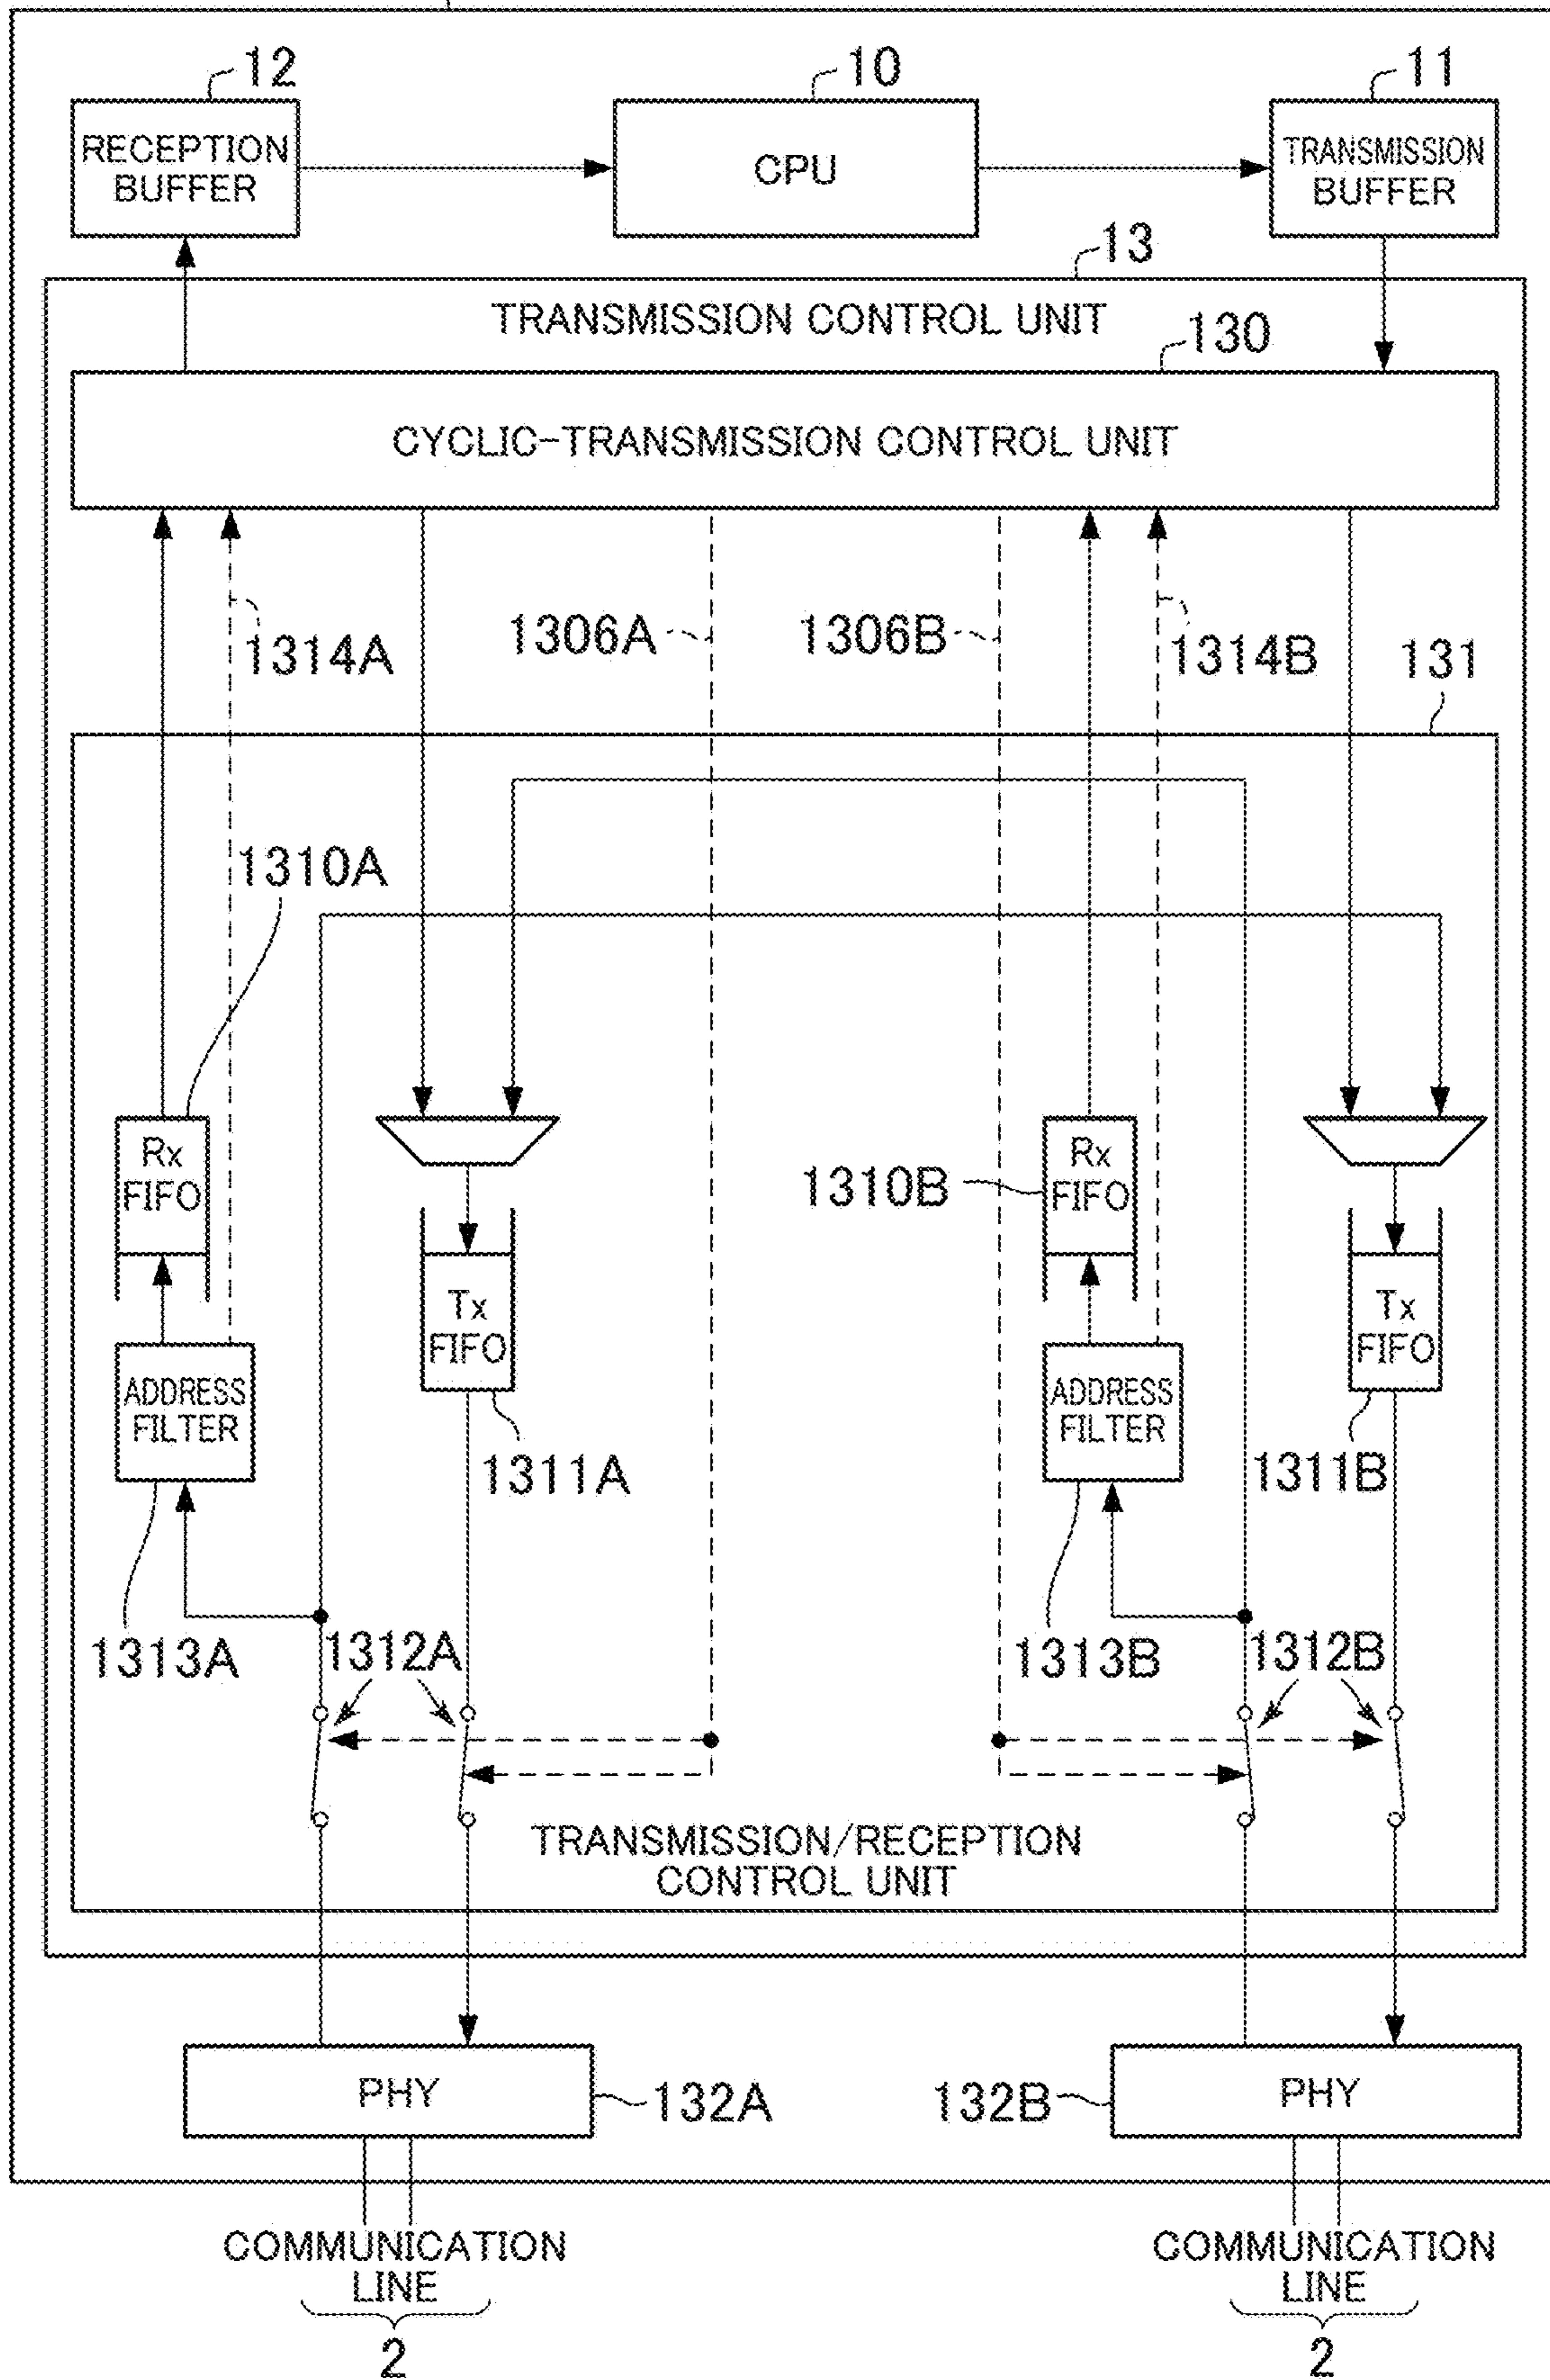 12
10
11
RECEPTION
BUFFER
CPU
TRANSMISSION
BUFFER
13
TRANSMISSION CONTROL UNIT
130
CYCLIC-TRANSMISSION CONTROL UNIT
1314A
1306A
1306B
1314B
131
1310A
Rx
FIFO
1310B
Rx
FIFO
Tx
FIFO
Tx
FIFO
ADDRESS
FILTER
ADDRESS
FILTER
1311A
1311B
1313A
1312A
1313B
1312B
TRANSMISSION/RECEPTION
CONTROL UNIT
PHY
132A
132B
PHY
COMMUNICATION
LINE
2
COMMUNICATION
LINE
2